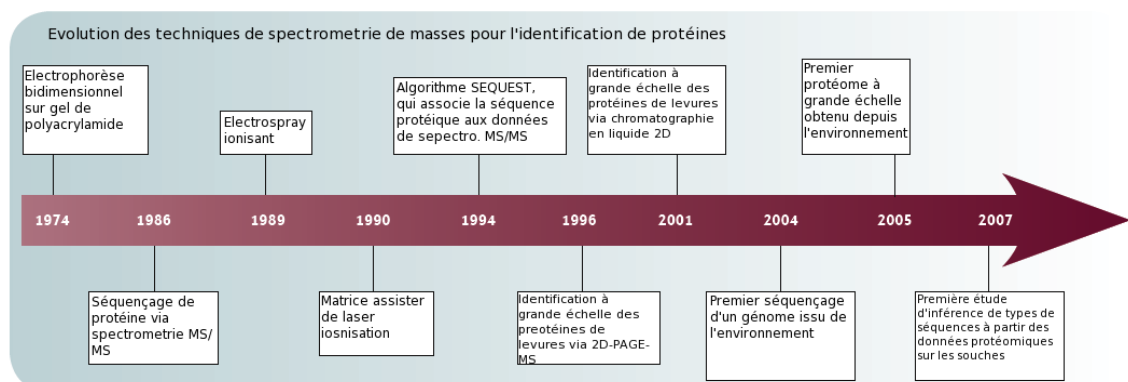 Evolution des techniques de spectrometrie de masses pour l'identification de protéines
Electrophorèse
bidimensionnel
sur gel de
polyacrylamide
Electrospray
ionisant
Algorithme SEQUEST,
qui associe la séquence
protéique aux données
de sepectro. MS/MS
Identification à
grande échelle des
protéines de levures
via chromatographie
en liquide 2D
Premier
protéome à
grande échelle
obtenu depuis
l'environnement
1974 1986 1989 1990 1994 1996 2001 2004 2005 2007
Séquençage de
protéine via
spectrometrie MS/
MS
Matrice assister
de laser
iosnisation
Identification à
grande échelle des
preotéines de
levures via 2D-PAGE-
MS
Premier séquençage
d'un génome issu de
l'environnement
Première étude
d'inférence de types de
séquences à partir des
données protéomiques
sur les souches